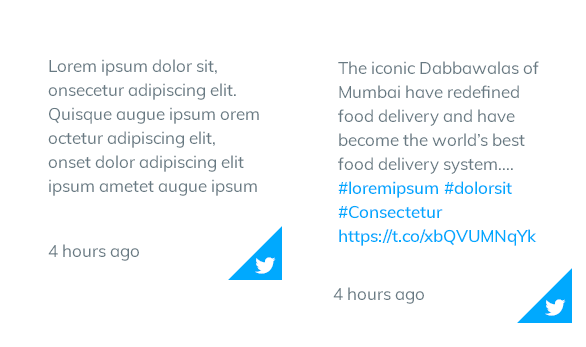 Lorem ipsum dolor sit,
onsecetur adipiscing elit.
Quisque augue ipsum orem
octetur adipiscing elit,
onset dolor adipiscing elit
ipsum ametet augue ipsum
4 hours ago
The iconic Dabbawalas of
Mumbai have redefined
food delivery and have
become the world’s best
food delivery system....
#loremipsum #dolorsit
#Consectetur
https://t.co/xbQVUMNqYk
4 hours ago